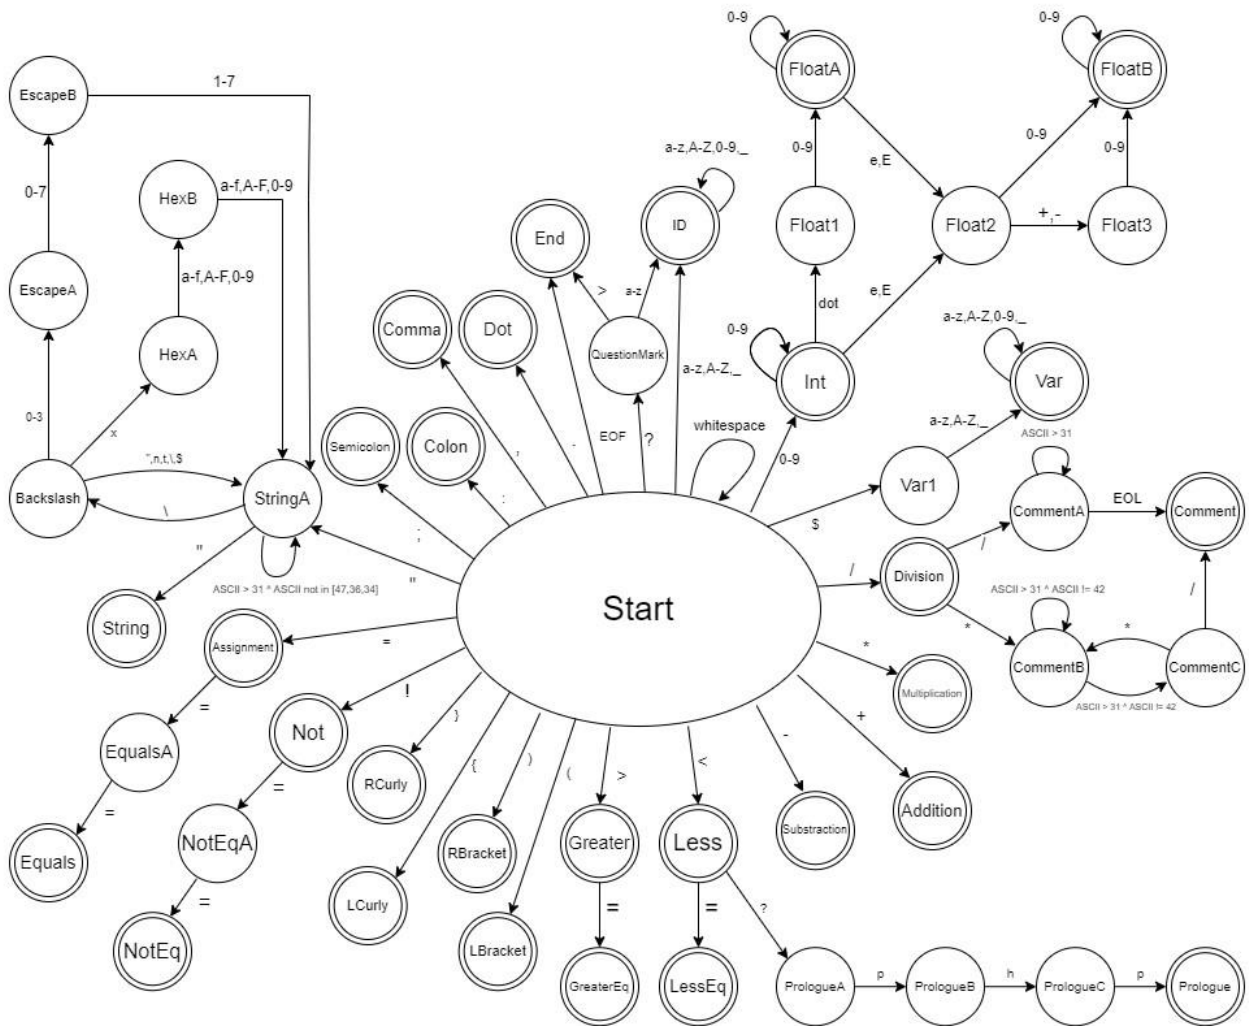 0-9
0-9
FloatA
FloatB
1-7
EscapeB
0-9
0-9
0-9
e,E
a-z,A-Z,0-9,_
0-7
HexB
a-f,A-F,0-9
End
ID
Float1
Float2
+,-
Float3
a-f,A-F,0-9
EscapeA
>
a-z
dot
e,E
Comma
Dot
0-9
a-z,A-Z,0-9,_
HexA
QuestionMark
a-z,A-Z,_
Int
Var
0-3
x
a-z,A-Z,_
ASCII > 31
Semicolon
Colon
.
EOF
?
whitespace
0-9
",n,t,\,$
,
Backslash
StringA
:
Var1
CommentA
EOL
Comment
\
$
;
"
/
ASCII > 31 ^ ASCII not in [47,36,34]
"
/
Division
ASCII > 31 ^ ASCII != 42
/
Start
String
Assignment
=
*
*
*
CommentB
CommentC
!
Multiplication
ASCII > 31 ^ ASCII != 42
=
Not
}
+
EqualsA
-
{
)
(
>
<
RCurly
=
=
Addition
Substraction
NotEqA
Greater
Less
RBracket
Equals
=
LCurly
=
=
?
NotEq
LBracket
GreaterEq
LessEq
PrologueA
p
PrologueB
h
PrologueC
p
Prologue